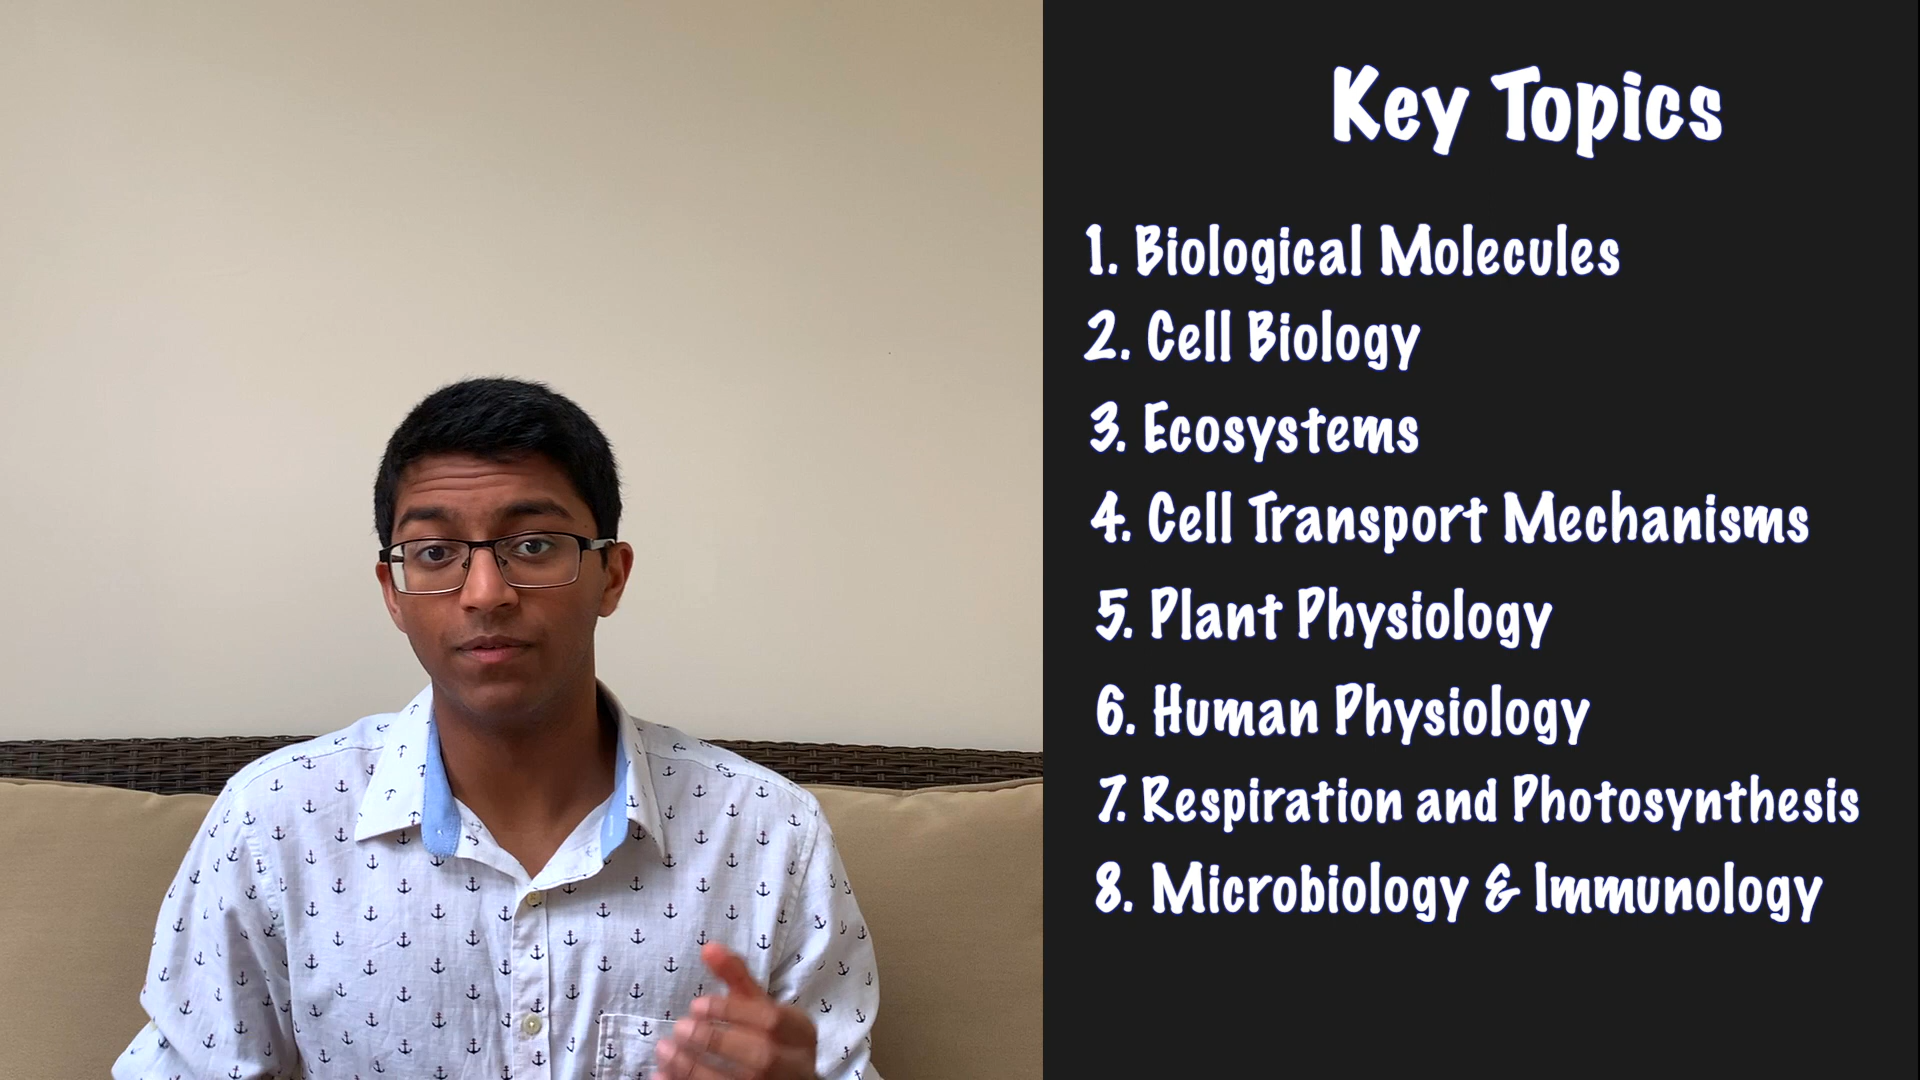 Key Topics
1. Biological Molecules
2. Cell Biology
3. Ecosystems
4. Cell Transport Mechanisms
5. Plant Physiology
6. Human Physiology
7. Respiration and Photosynthesis
8. Microbiology & Immunology